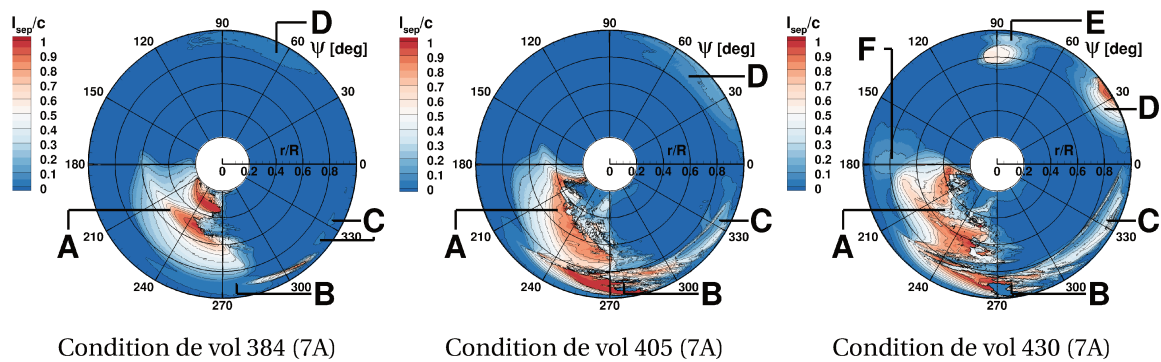 l_sep/c
1
0.9
0.8
0.7
0.6
0.5
0.4
0.3
0.2
0.1
0
90
D
120
60
Ψ [deg]
150
30
180
r/R
0 0.2 0.4 0.6 0.8
0
A
C
210
330
240
300
B
270
Condition de vol 384 (7A)
l_sep/c
1
0.9
0.8
0.7
0.6
0.5
0.4
0.3
0.2
0.1
0
90
120
60
Ψ [deg]
D
150
30
180
r/R
0 0.2 0.4 0.6 0.8
0
A
C
210
330
240
300
B
270
Condition de vol 405 (7A)
l_sep/c
1
0.9
0.8
0.7
0.6
0.5
0.4
0.3
0.2
0.1
0
90
E
120
60
Ψ [deg]
F
150
30
D
180
r/R
0 0.2 0.4 0.6 0.8
0
A
C
210
330
240
300
B
270
Condition de vol 430 (7A)